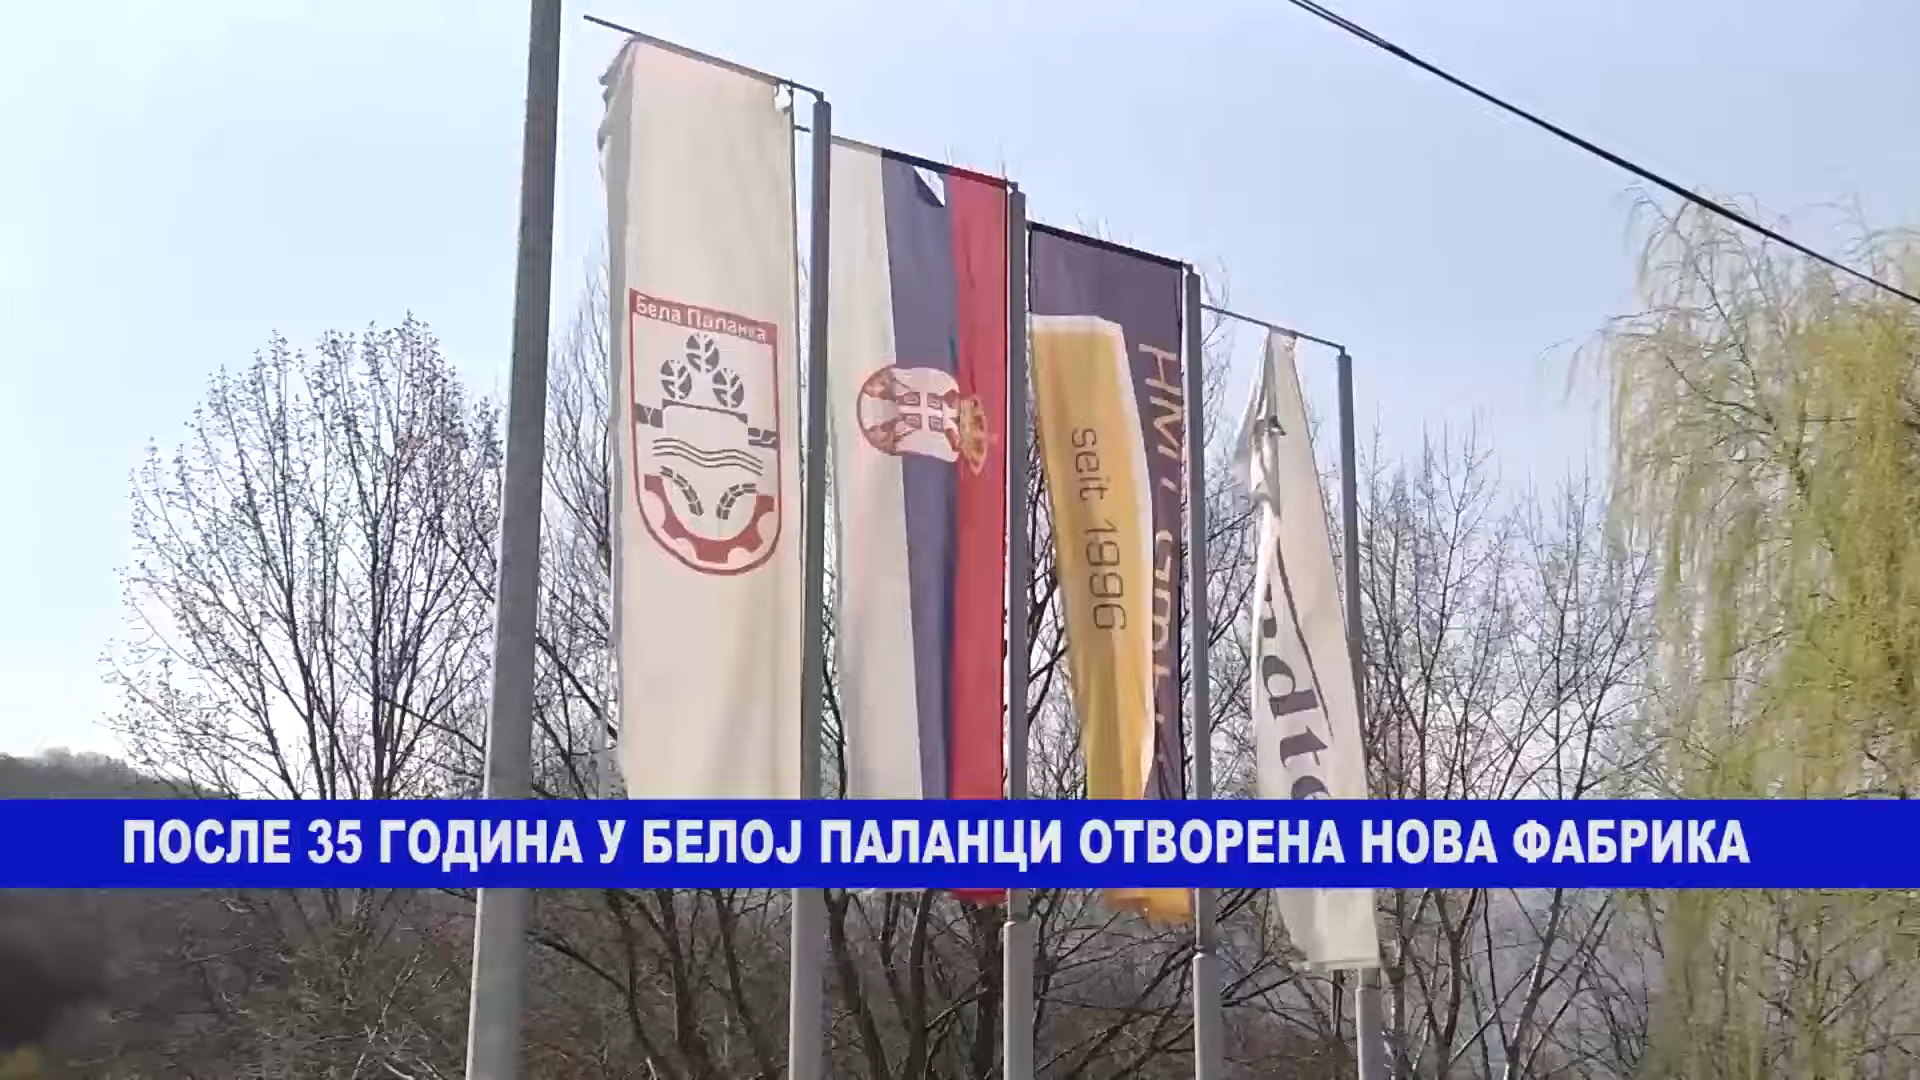 Бела Паланка
seit 1996
ПОСЛЕ 35 ГОДИНА У БЕЛОЈ ПАЛАНЦИ ОТВОРЕНА НОВА ФАБРИКА